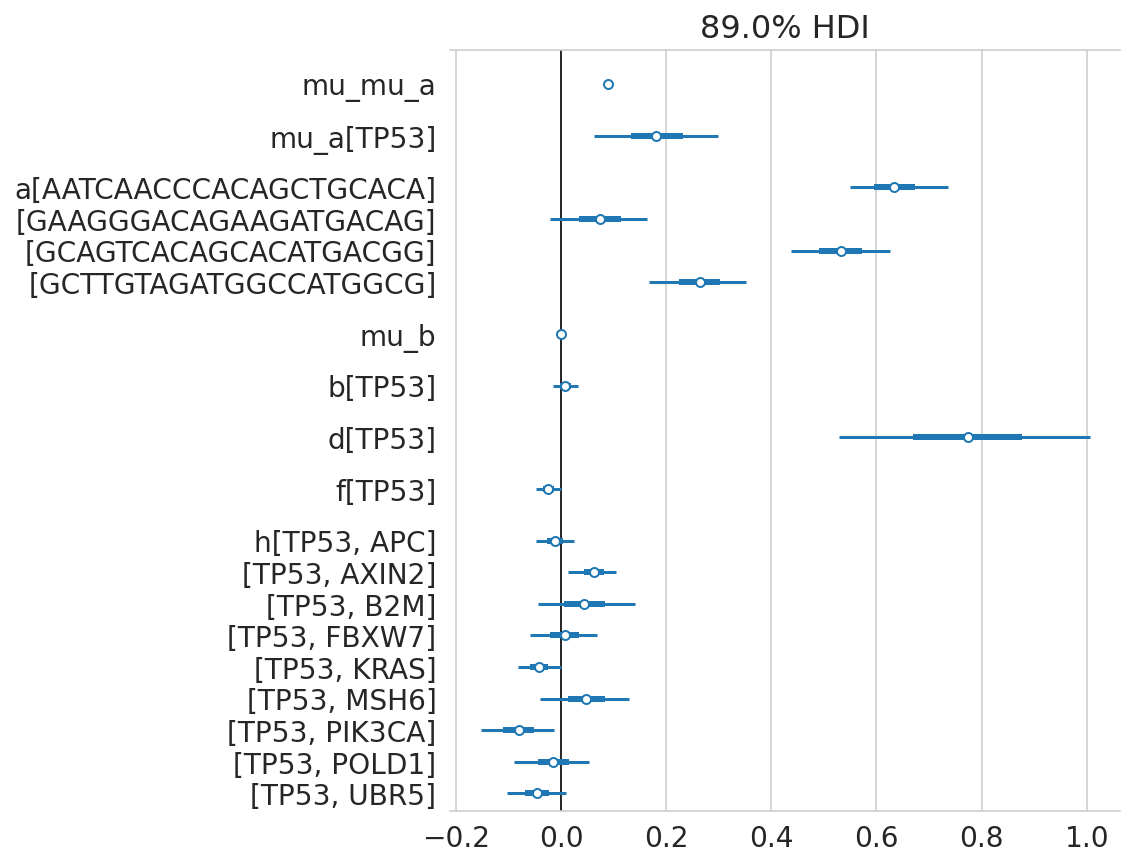 89.0% HDI
mu_mu_a
mu_a[TP53]
a[AATCAACCCACAGCTGCACA]
[GAAGGGACAGAAGATGACAG]
[GCAGTCACAGCACATGACGG]
[GCTTGTAGATGGCCATGGCG]
mu_b
b[TP53]
d[TP53]
f[TP53]
h[TP53, APC]
[TP53, AXIN2]
[TP53, B2M]
[TP53, FBXW7]
[TP53, KRAS]
[TP53, MSH6]
[TP53, PIK3CA]
[TP53, POLD1]
[TP53, UBR5]
−0.2 0.0 0.2 0.4 0.6 0.8 1.0